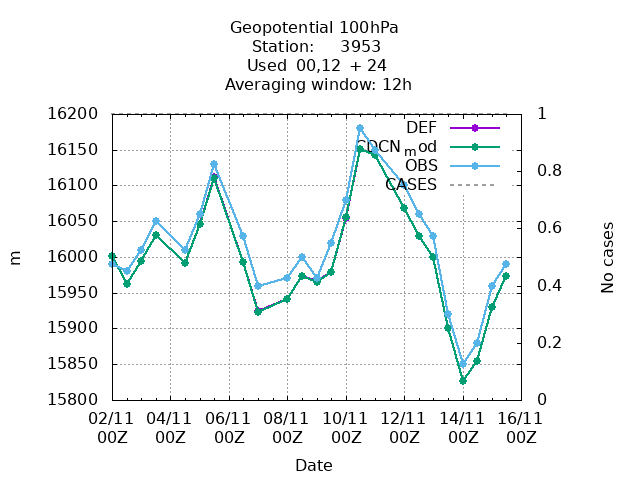 Geopotential 100hPa
Station: 3953
Used 00,12 + 24
Averaging window: 12h
16200
16150
16100
16050
16000
15950
15900
15850
15800
m
1
0.8
0.6
0.4
0.2
0
No cases
DEF
CDCN_mod
OBS
CASES
02/11 04/11 06/11 08/11 10/11 12/11 14/11 16/11
00Z 00Z 00Z 00Z 00Z 00Z 00Z 00Z
Date